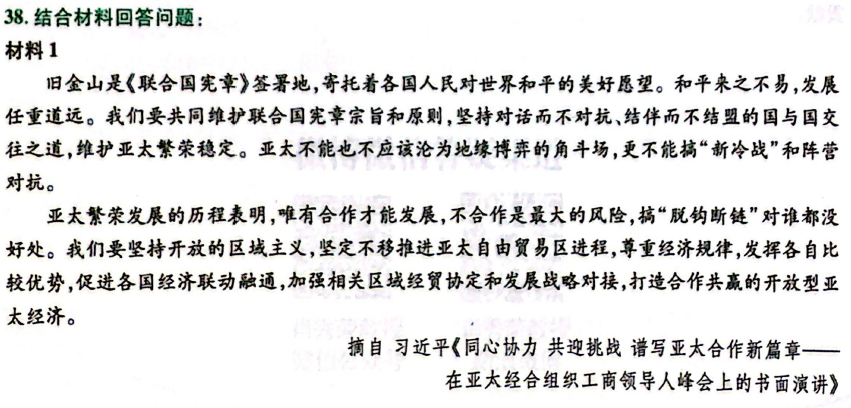 38. 结合材料回答问题：
材料 1
旧金山是《联合国宪章》签署地，寄托着各国人民对世界和平的美好愿望。和平来之不易，发展
任重道远。我们要共同维护联合国宪章宗旨和原则，坚持对话而不对抗、结伴而不结盟的国与国交
往之道，维护亚太繁荣稳定。亚太不能也不应该沦为地缘博弈的角斗场，更不能搞“新冷战”和阵营
对抗。
亚太繁荣发展的历程表明，唯有合作才能发展，不合作是最大的风险，搞“脱钩断链”对谁都没
好处。我们要坚持开放的区域主义，坚定不移推进亚太自由贸易区进程，尊重经济规律，发挥各自比
较优势，促进各国经济联动融通，加强相关区域经贸协定和发展战略对接，打造合作共赢的开放型亚
太经济。
摘自 习近平《同心协力 共迎挑战 谱写亚太合作新篇章——
在亚太经合组织工商领导人峰会上的书面演讲》